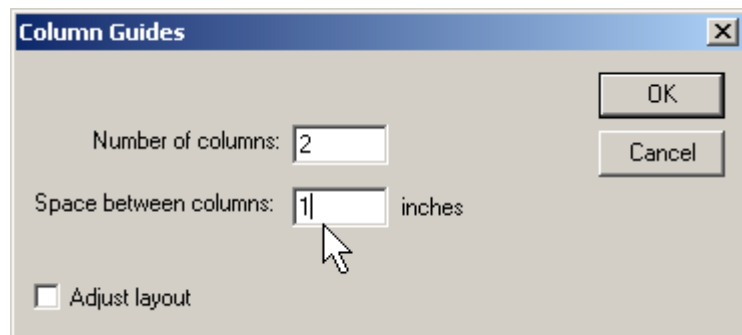 Column Guides
OK
Number of columns: 2
Cancel
Space between columns: 1 inches
Adjust layout